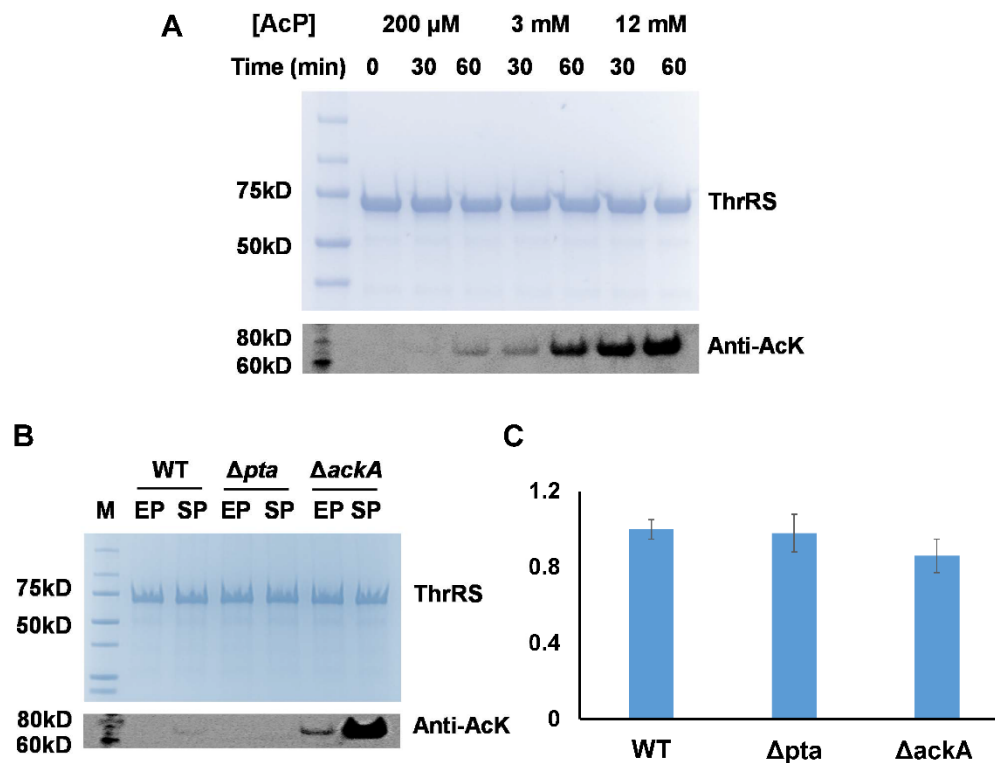 A
[AcP] 200 µM 3 mM 12 mM
Time (min) 0 30 60 30 60 30 60
75kD
ThrRS
50kD
80kD
Anti-AcK
60kD
B
WT Δpta ΔackA
M EP SP EP SP EP SP
75kD
ThrRS
50kD
80kD
Anti-AcK
60kD
C
1.2
0.8
0.4
0
WT Δpta ΔackA